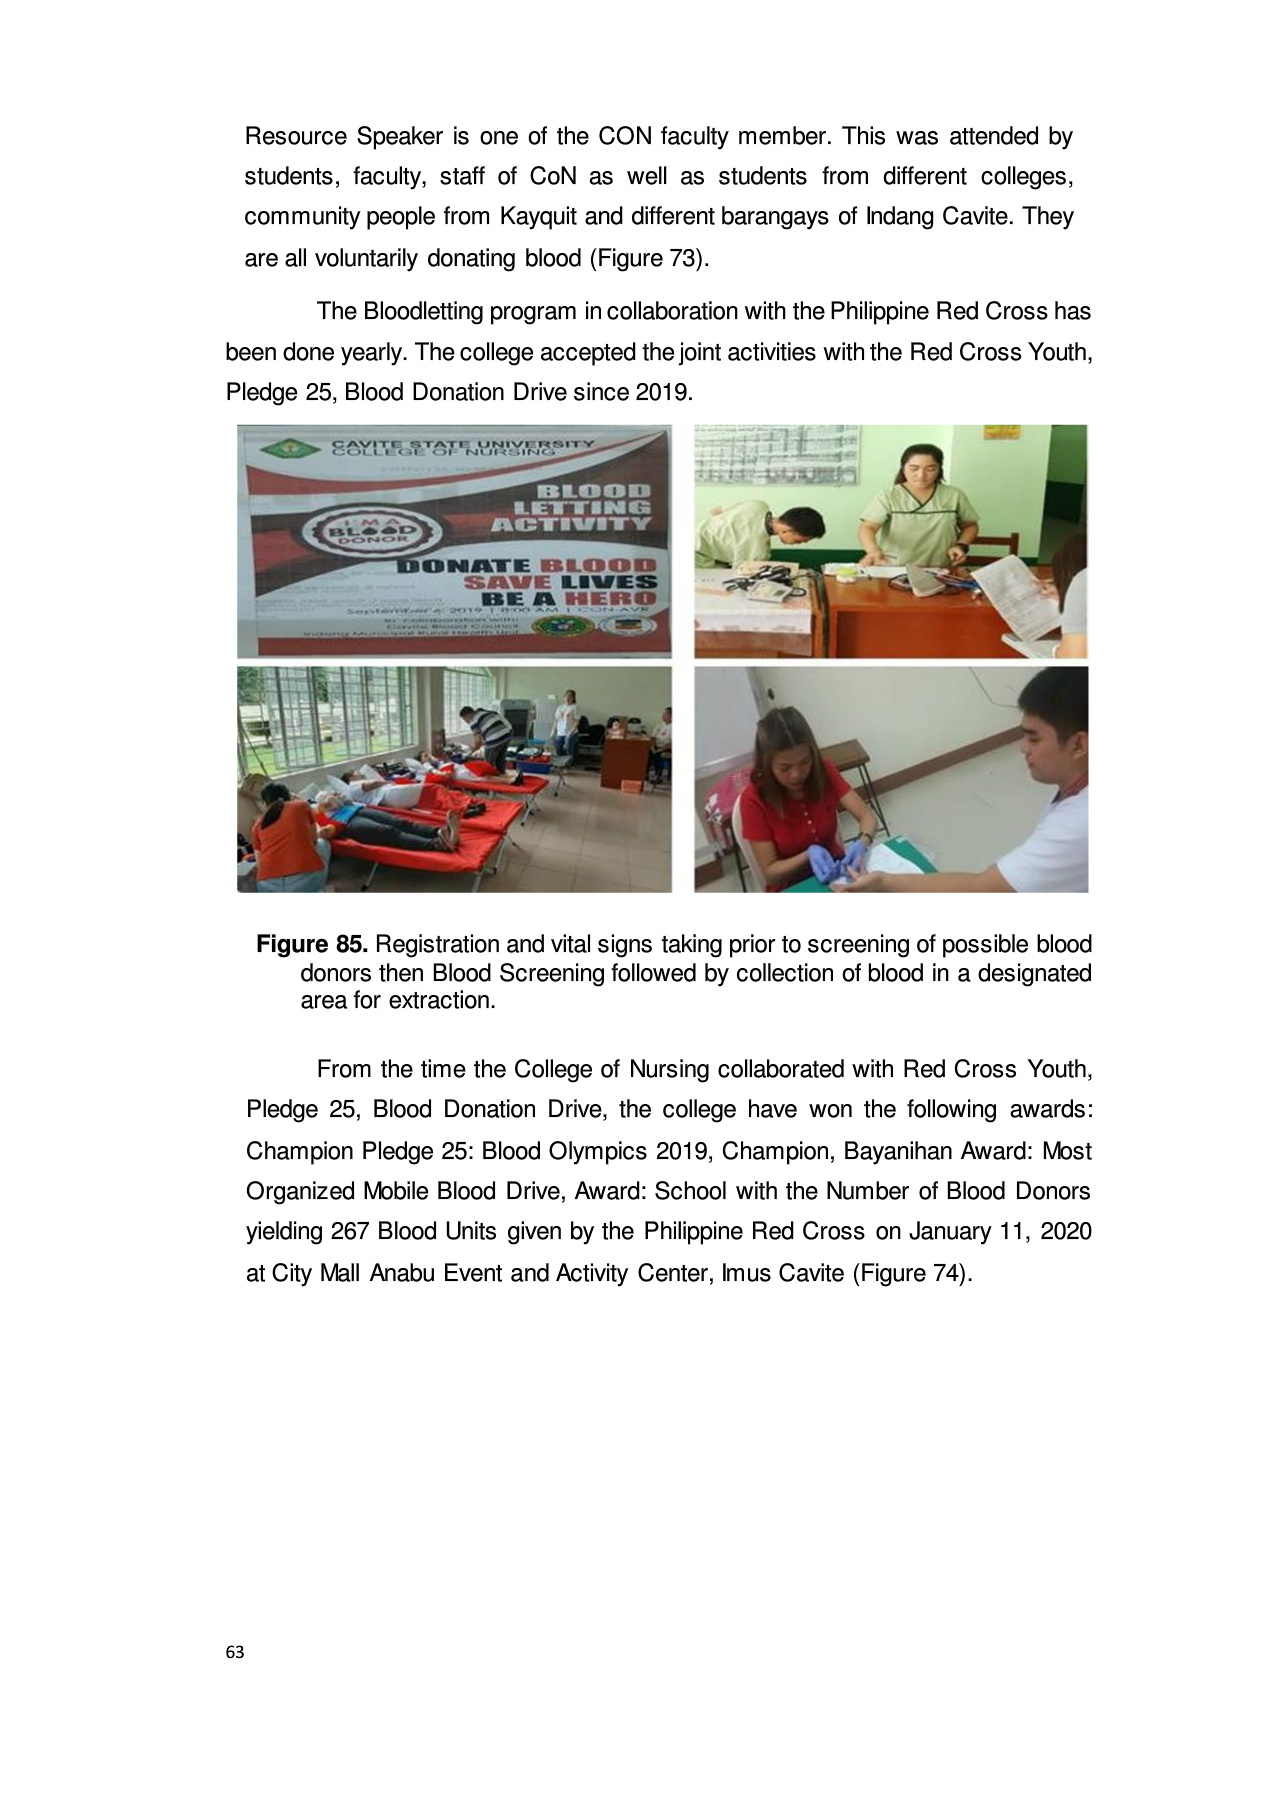 Resource Speaker is one of the CON faculty member. This was attended by
students, faculty, staff of CoN as well as students from different colleges,
community people from Kayquit and different barangays of Indang Cavite. They
are all voluntarily donating blood (Figure 73).
The Bloodletting program in collaboration with the Philippine Red Cross has
been done yearly. The college accepted the joint activities with the Red Cross Youth,
Pledge 25, Blood Donation Drive since 2019.
CAVITE STATE UNIVERSITY
COLLEGE OF NURSING
BLOOD
LETTING
ACTIVITY
I'M A
BLOOD
DONOR
DONATE BLOOD
SAVE LIVES
BE A HERO
September 6, 2019 | 8:00 AM | CON-AVR
In collaboration with:
Cavite Blood Council
Indang Municipal Rural Health Unit
Figure 85. Registration and vital signs taking prior to screening of possible blood
donors then Blood Screening followed by collection of blood in a designated
area for extraction.
From the time the College of Nursing collaborated with Red Cross Youth,
Pledge 25, Blood Donation Drive, the college have won the following awards:
Champion Pledge 25: Blood Olympics 2019, Champion, Bayanihan Award: Most
Organized Mobile Blood Drive, Award: School with the Number of Blood Donors
yielding 267 Blood Units given by the Philippine Red Cross on January 11, 2020
at City Mall Anabu Event and Activity Center, Imus Cavite (Figure 74).
63